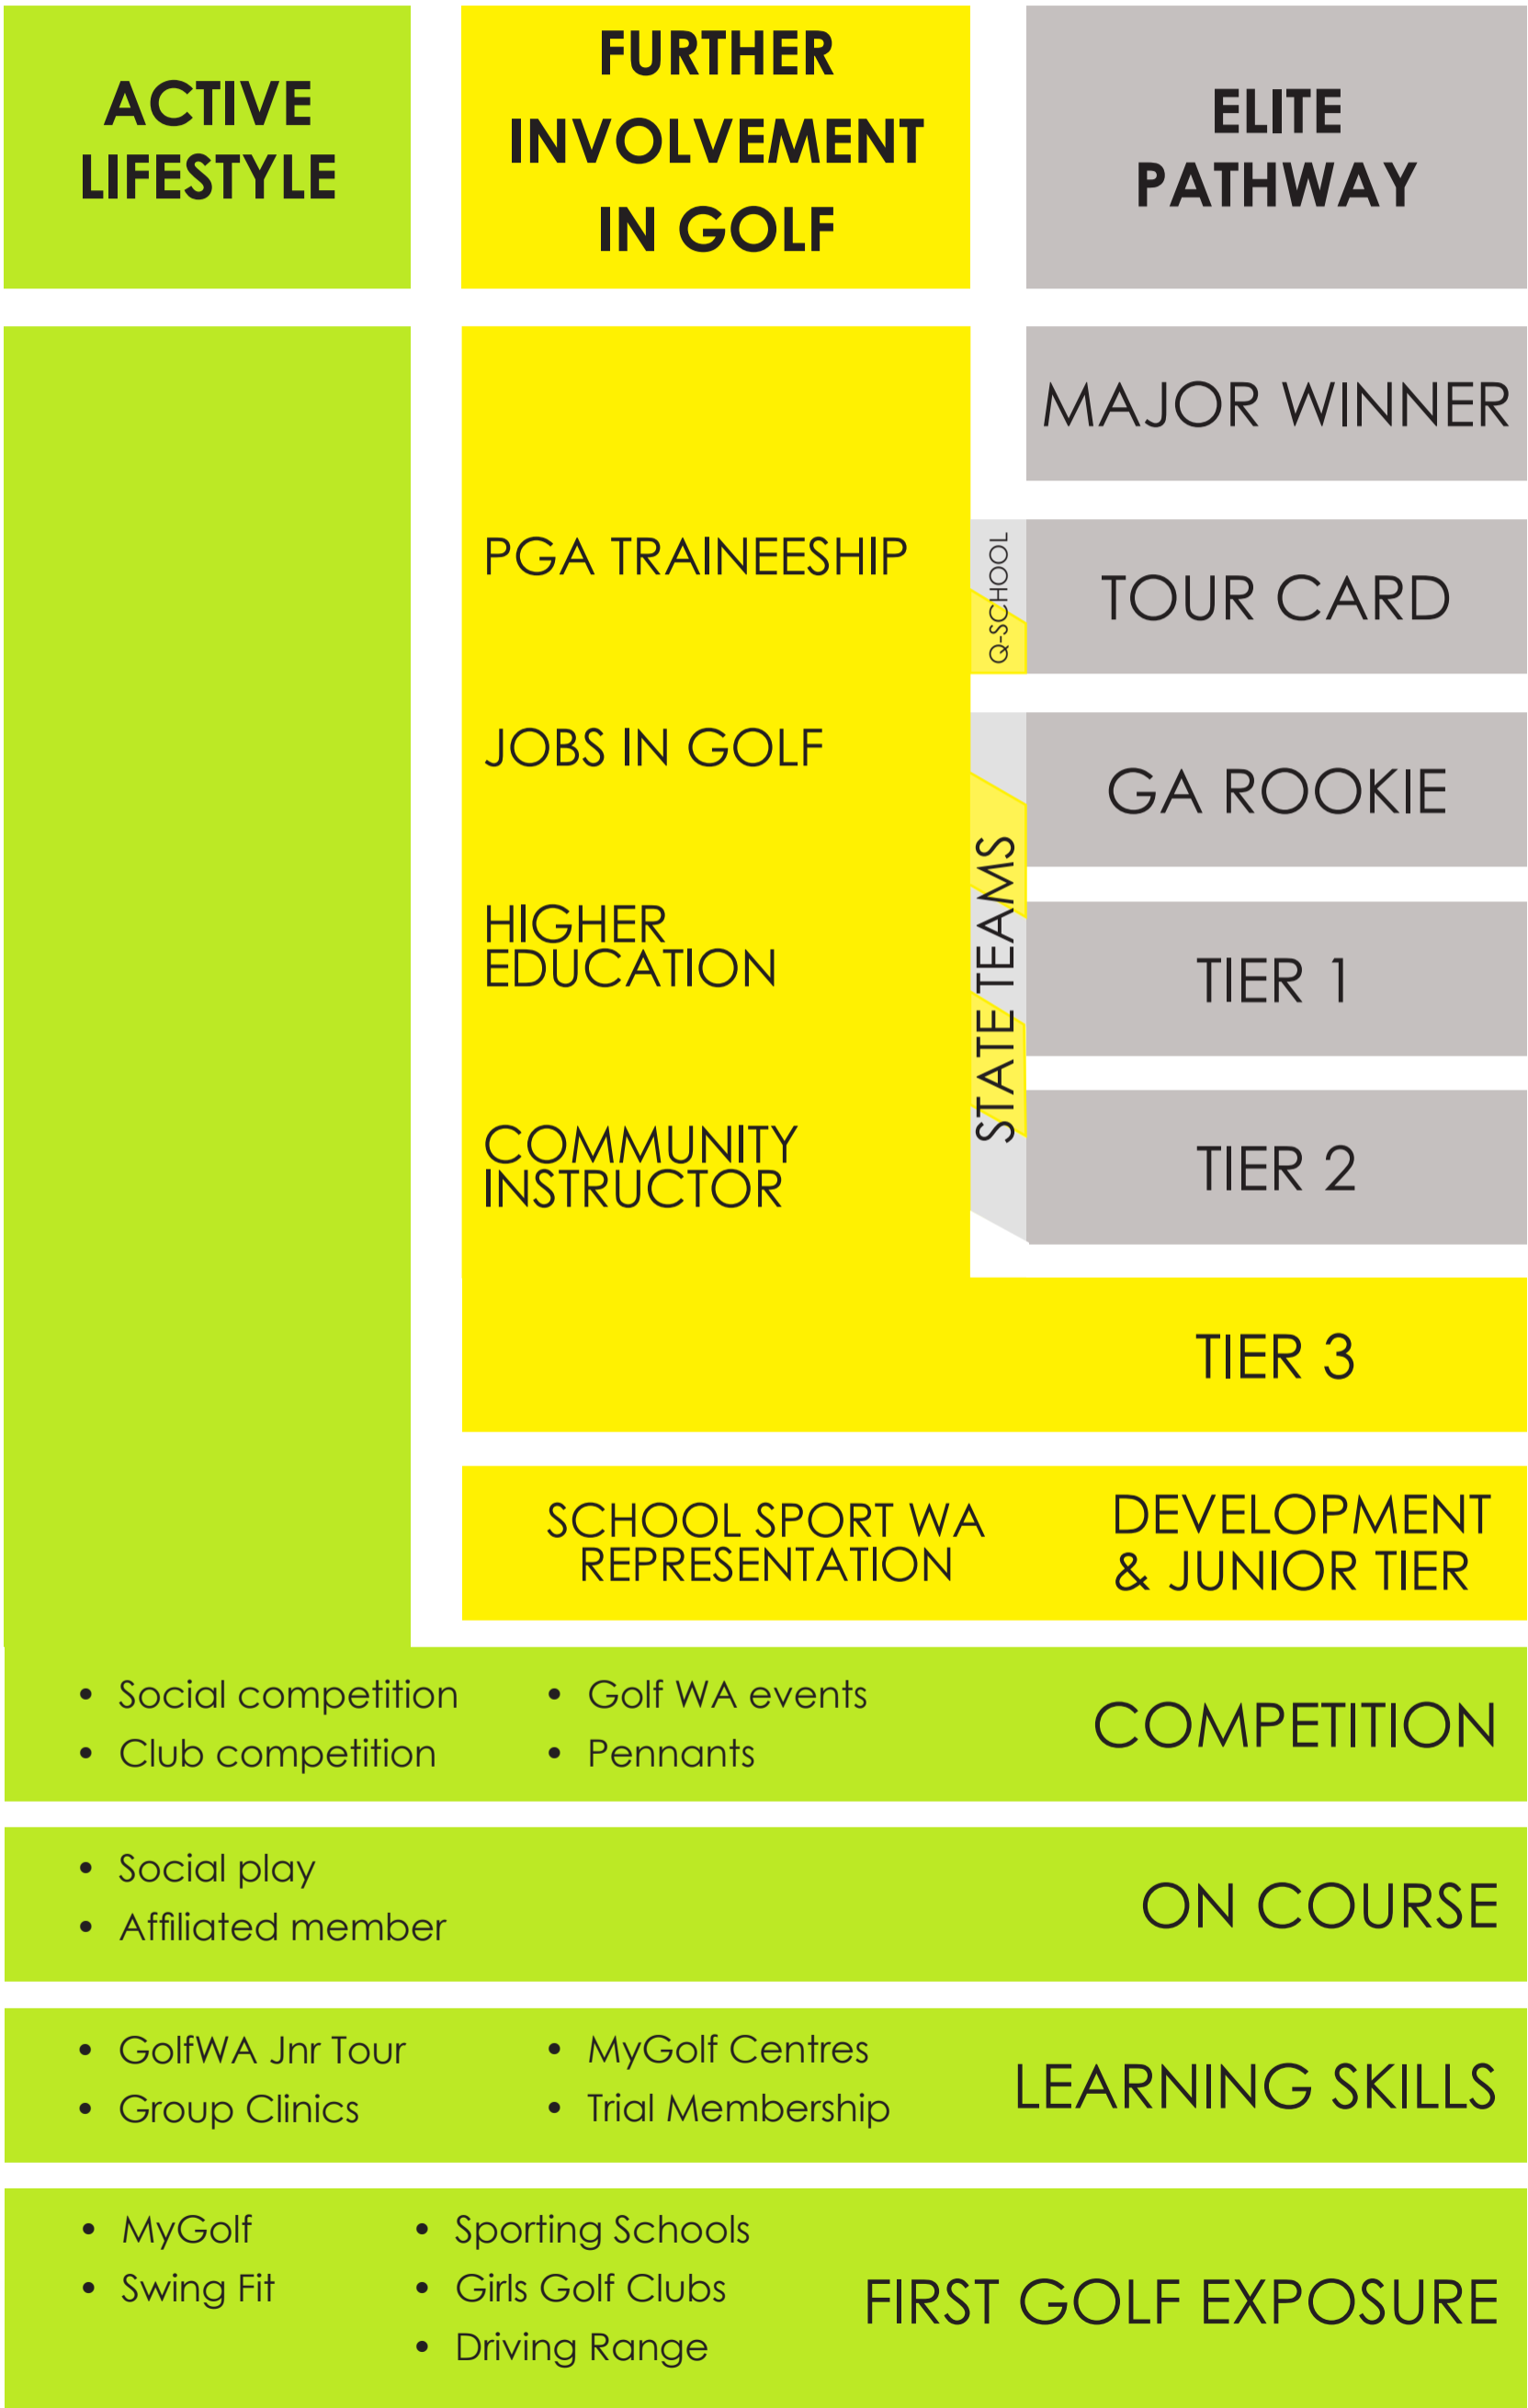 ACTIVE
LIFESTYLE
FURTHER
INVOLVEMENT
IN GOLF
ELITE
PATHWAY
MAJOR WINNER
PGA TRAINEESHIP
Q-SCHOOL
TOUR CARD
JOBS IN GOLF
GA ROOKIE
STATE TEAMS
HIGHER
EDUCATION
TIER 1
COMMUNITY
INSTRUCTOR
TIER 2
TIER 3
SCHOOL SPORT WA
REPRESENTATION
DEVELOPMENT
& JUNIOR TIER
• Social competition
• Club competition
• Golf WA events
• Pennants
COMPETITION
• Social play
• Affiliated member
ON COURSE
• GolfWA Jnr Tour
• Group Clinics
• MyGolf Centres
• Trial Membership
LEARNING SKILLS
• MyGolf
• Swing Fit
• Sporting Schools
• Girls Golf Clubs
• Driving Range
FIRST GOLF EXPOSURE